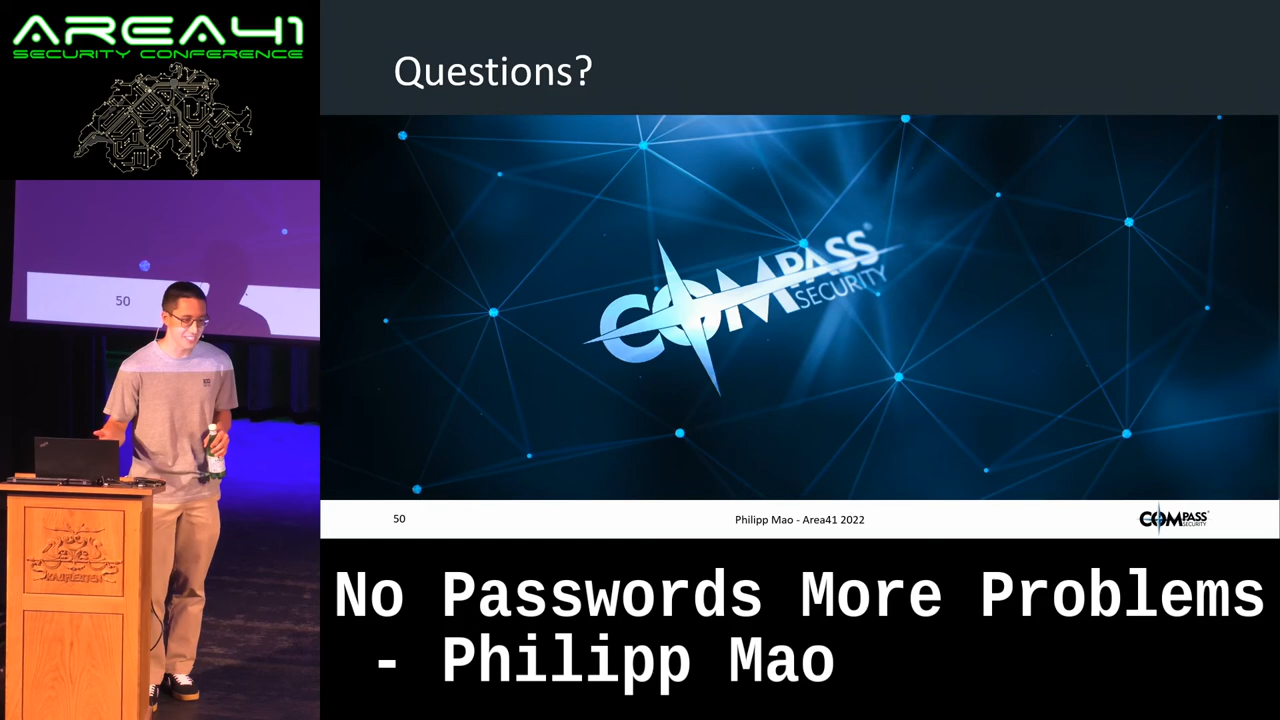 AREA41
SECURITY CONFERENCE
50
KAUFLEUTEN
Questions?
COMPASS®
SECURITY
50
Philipp Mao - Area41 2022
COMPASS®
SECURITY
No Passwords More Problems
- Philipp Mao